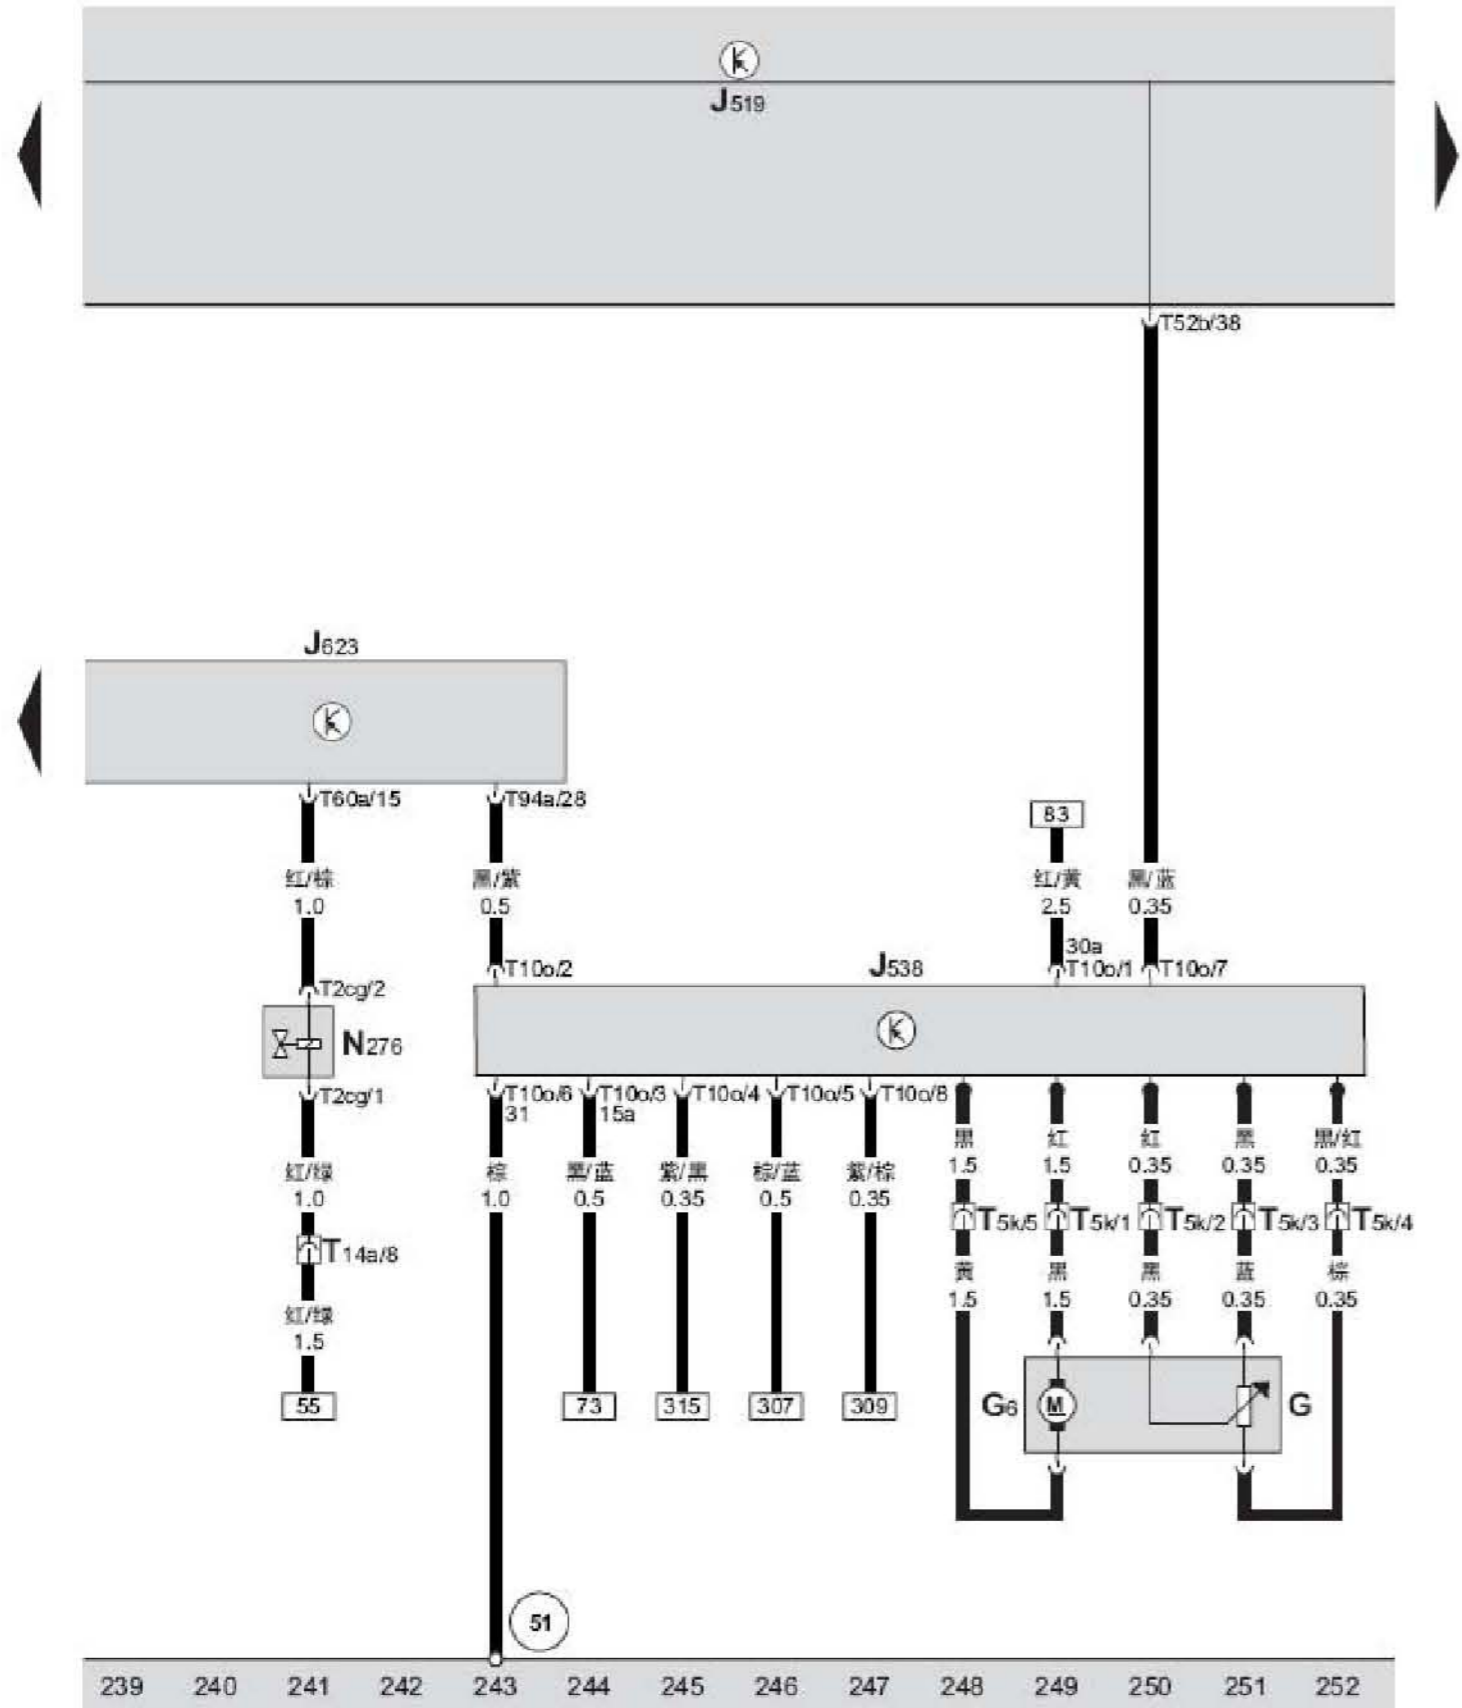 J519
T52b/38
J623
T60a/15 T94a/28
83
红/棕 黑/紫 红/黄 黑/蓝
1.0 0.5 2.5 0.35
30a
T10o/2 J538 T10o/1 T10o/7
T2cg/2
N276
T2cg/1 T10o/6 T10o/3 T10o/4 T10o/5 T10o/8
31 15a
黑 红 红 黑 黑/红
1.5 1.5 0.35 0.35 0.35
红/绿 棕 黑/蓝 紫/黑 棕/蓝 紫/棕
1.0 1.0 0.5 0.35 0.5 0.35
T5k/5 T5k/1 T5k/2 T5k/3 T5k/4
T14a/8
黄 黑 黑 蓝 棕
1.5 1.5 0.35 0.35 0.35
红/绿
1.5
55 73 315 307 309 G6 M G
51
239 240 241 242 243 244 245 246 247 248 249 250 251 252